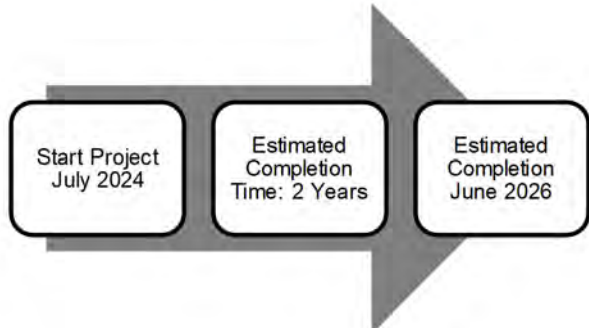 Start Project
July 2024
Estimated
Completion
Time: 2 Years
Estimated
Completion
June 2026